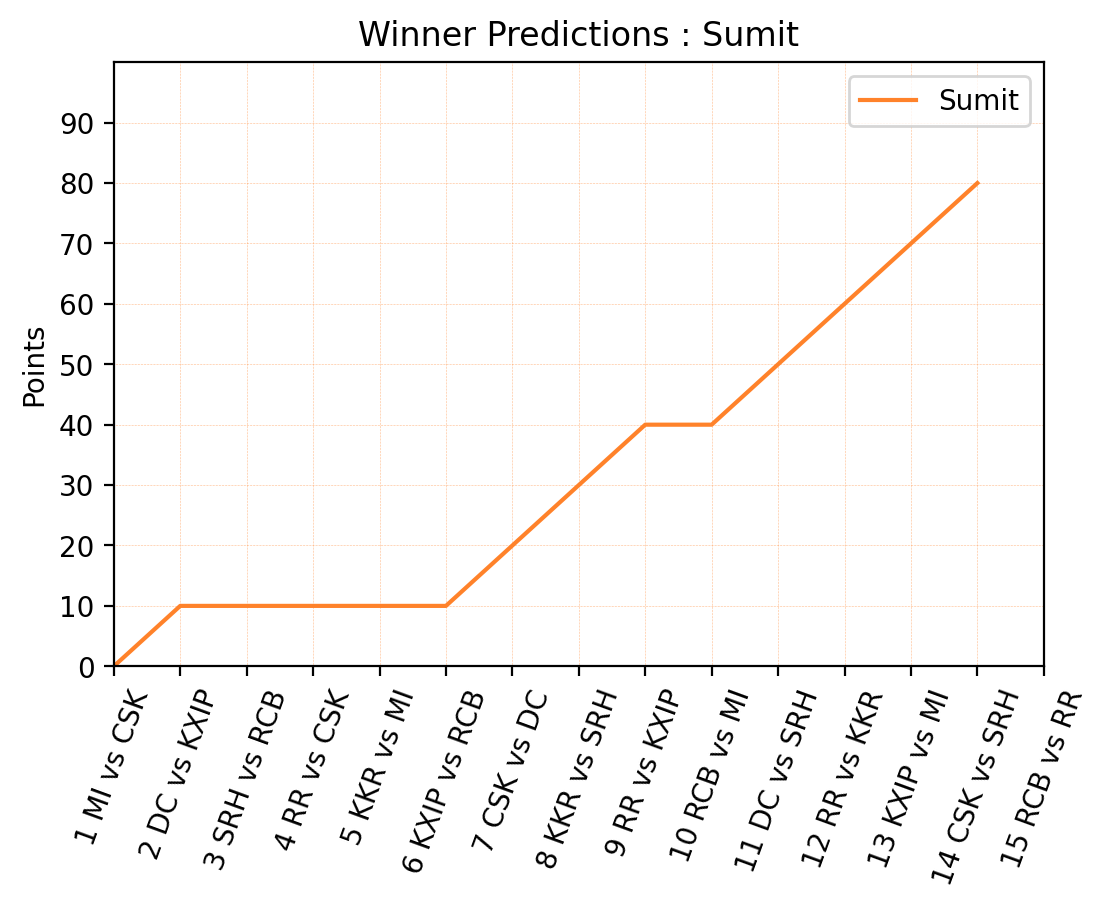 Winner Predictions : Sumit
Sumit
Points
90
80
70
60
50
40
30
20
10
0
1 MI vs CSK
2 DC vs KXIP
3 SRH vs RCB
4 RR vs CSK
5 KKR vs MI
6 KXIP vs RCB
7 CSK vs DC
8 KKR vs SRH
9 RR vs KXIP
10 RCB vs MI
11 DC vs SRH
12 RR vs KKR
13 KXIP vs MI
14 CSK vs SRH
15 RCB vs RR